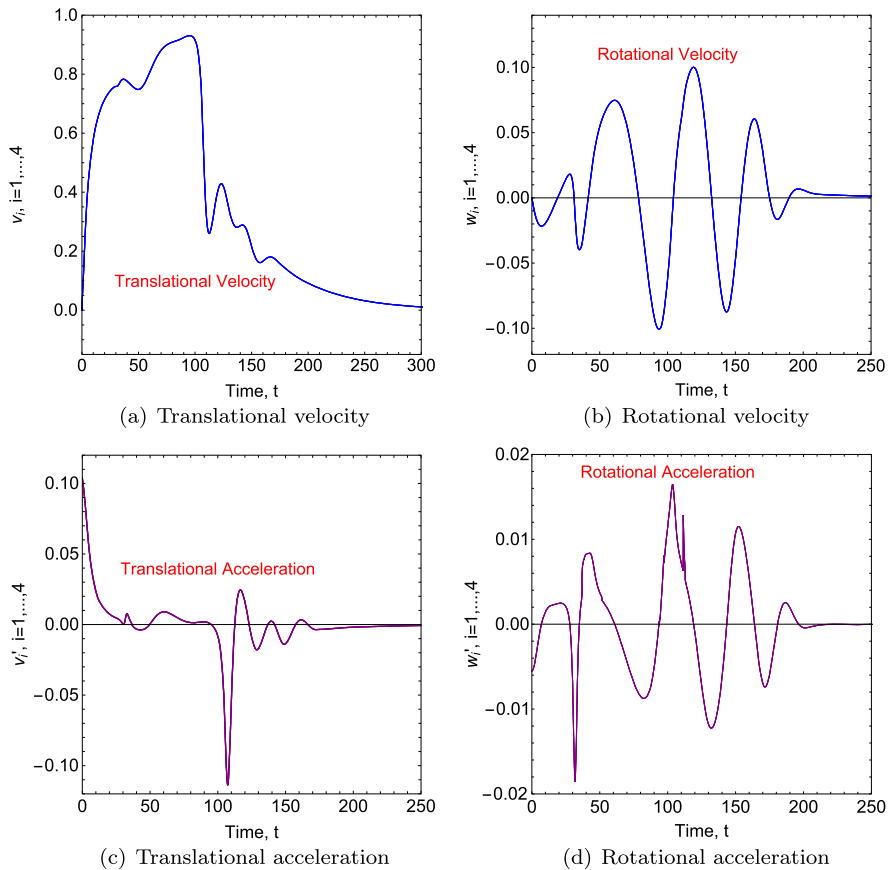 1.0
0.8
0.6
0.4
0.2
0.0
v_i, i=1,...,4
Translational Velocity
0 50 100 150 200 250 300
Time, t
(a) Translational velocity
0.10
0.05
0.00
−0.05
−0.10
w_i, i=1,...,4
Rotational Velocity
0 50 100 150 200 250
Time, t
(b) Rotational velocity
0.10
0.05
0.00
−0.05
−0.10
v_i', i=1,...,4
Translational Acceleration
0 50 100 150 200 250
Time, t
(c) Translational acceleration
0.02
0.01
0.00
−0.01
−0.02
w_i', i=1,...,4
Rotational Acceleration
0 50 100 150 200 250
Time, t
(d) Rotational acceleration